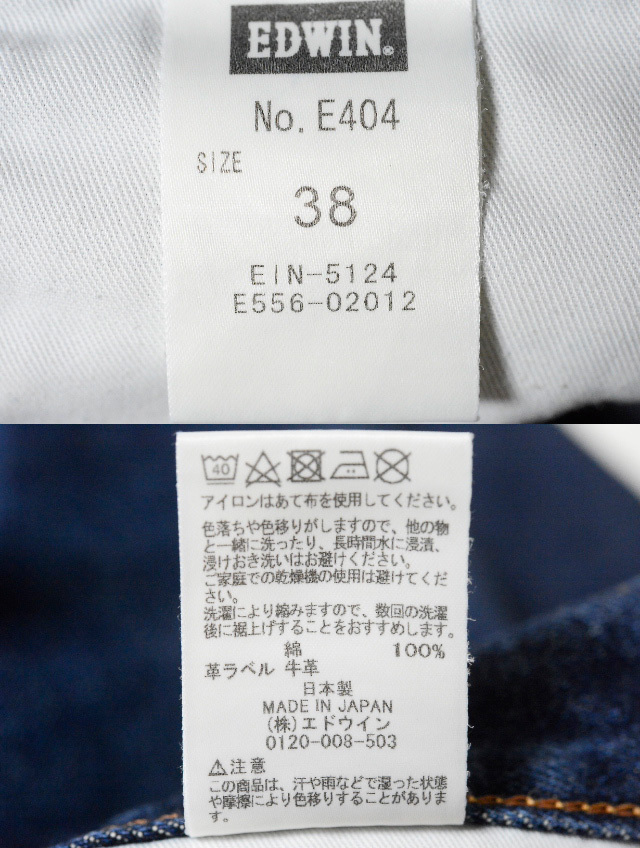 EDWIN®
No. E404
SIZE
38
EIN-5124
E556-02012
40
アイロンはあて布を使用してください。
色落ちや色移りがしますので、他の物
と一緒に洗ったり、長時間水に浸漬、
浸けおき洗いはお避けください。
ご家庭での乾燥機の使用は避けてくだ
さい。
洗濯により縮みますので、数回の洗濯
後に裾上げすることをおすすめします。
綿 100%
革ラベル 牛革
日本製
MADE IN JAPAN
(株)エドウイン
0120-008-503
⚠注意
この商品は、汗や雨などで湿った状態
や摩擦により色移りすることがありま
す。